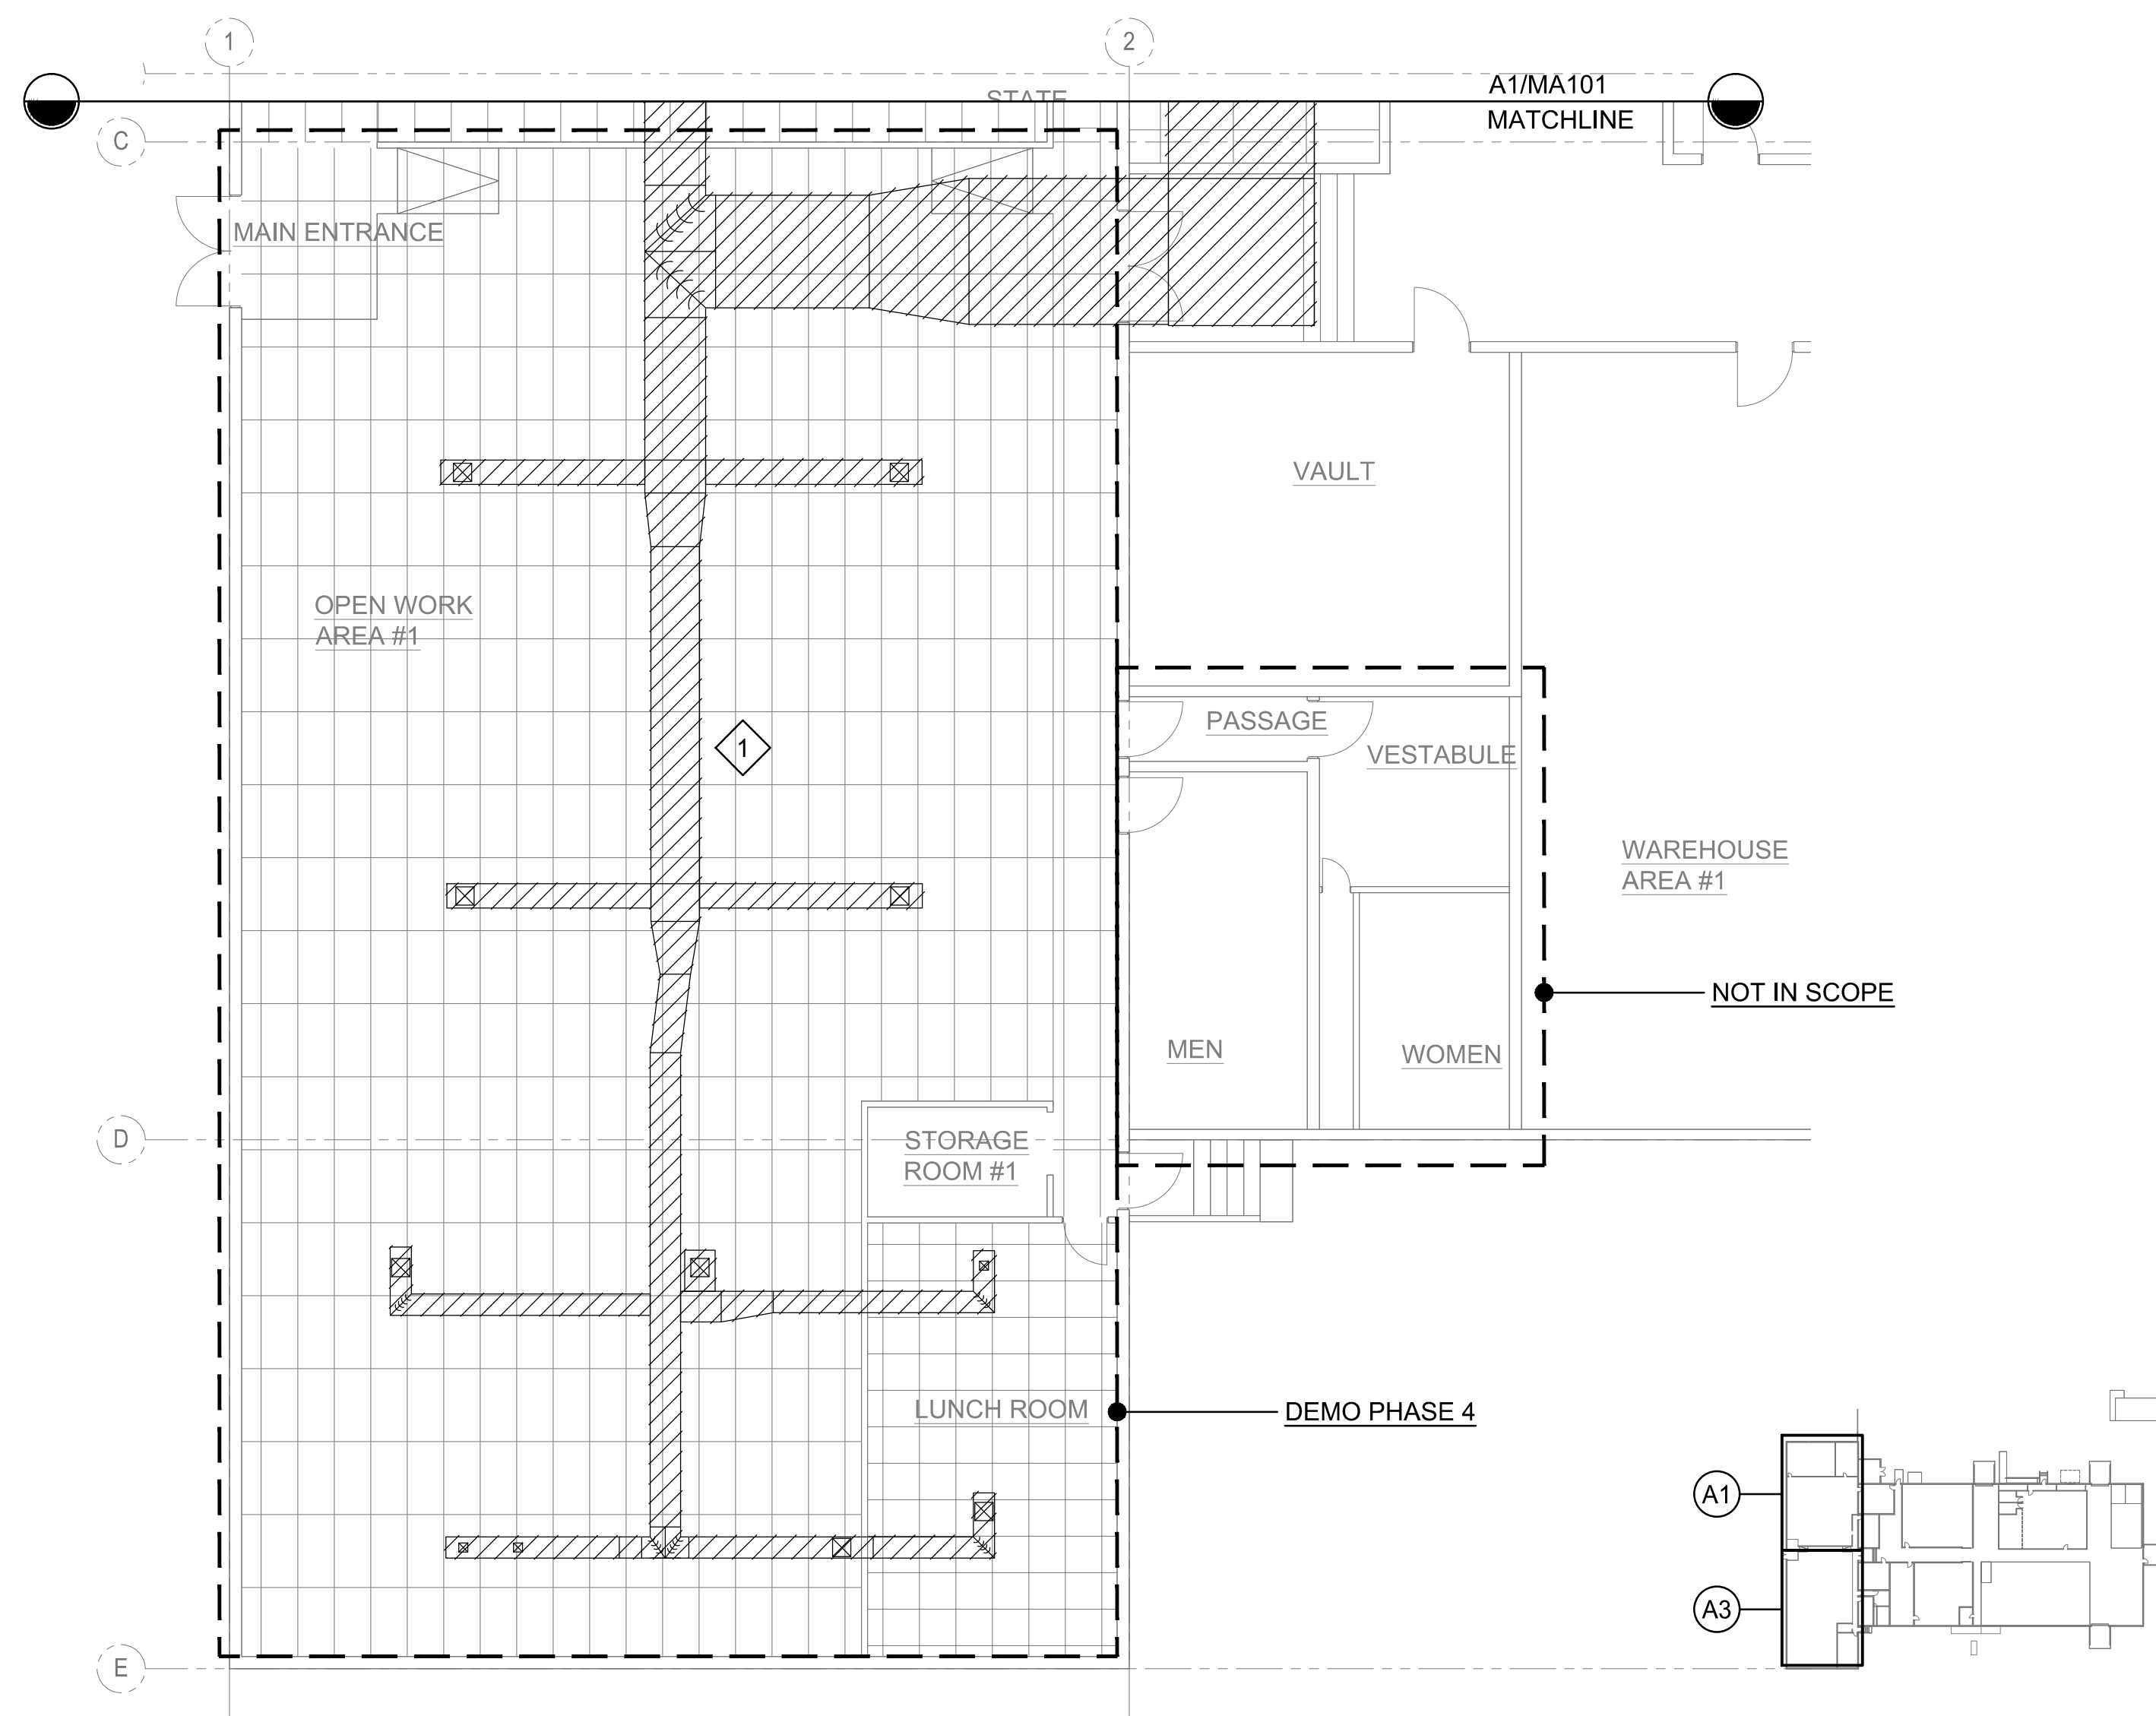 1
2
A1/MA101
STATE
MATCHLINE
C
MAIN ENTRANCE
VAULT
OPEN WORK
AREA #1
PASSAGE
1
VESTABULE
WAREHOUSE
AREA #1
NOT IN SCOPE
MEN
WOMEN
D
STORAGE
ROOM #1
LUNCH ROOM
DEMO PHASE 4
A1
A3
E